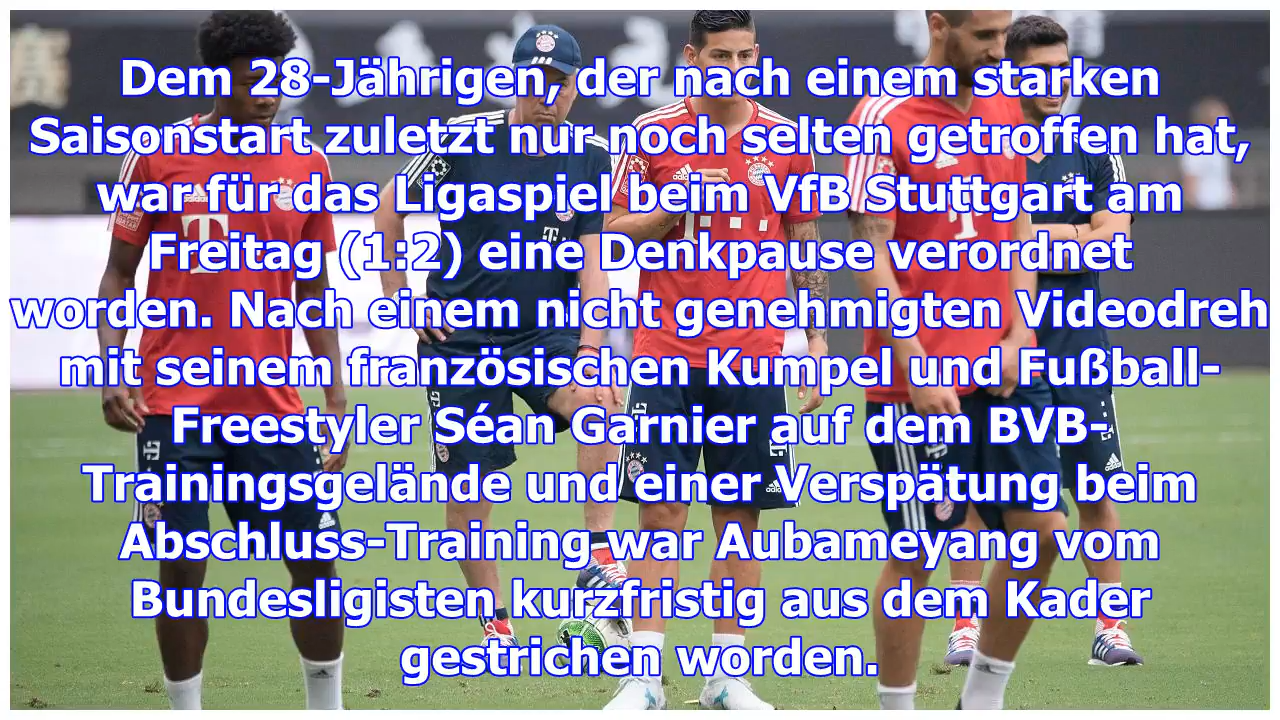 Dem 28-Jährigen, der nach einem starken
Saisonstart zuletzt nur noch selten getroffen hat,
war für das Ligaspiel beim VfB Stuttgart am
Freitag (1:2) eine Denkpause verordnet
worden. Nach einem nicht genehmigten Videodreh
mit seinem französischen Kumpel und Fußball-
Freestyler Séan Garnier auf dem BVB-
Trainingsgelände und einer Verspätung beim
Abschluss-Training war Aubameyang vom
Bundesligisten kurzfristig aus dem Kader
gestrichen worden.